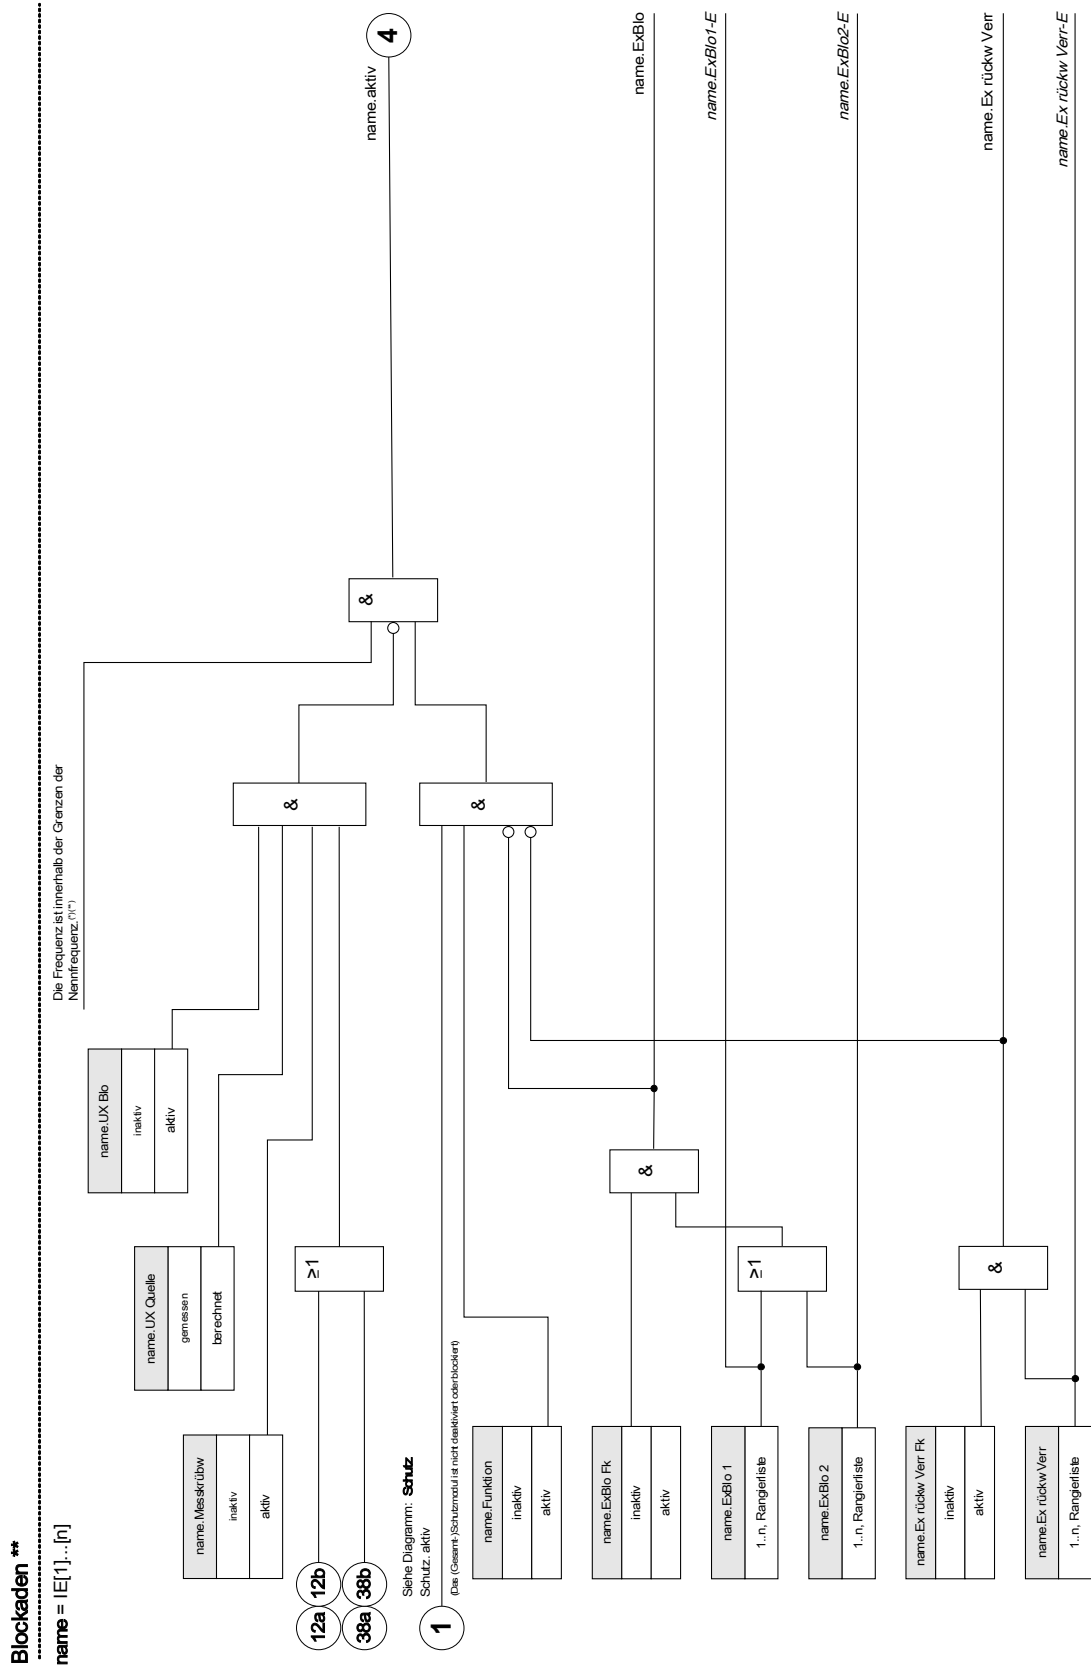 Blockaden **
name = IE[1]...[n]
Die Frequenz ist innerhalb der Grenzen der
Nennfrequenz.(*)(**)
name.UX Blo
inaktiv
aktiv
name.UX Quelle
gemessen
berechnet
name.Messkrübw
inaktiv
aktiv
12a
12b
38a
38b
≥1
&
&
&
name.aktiv
4
Siehe Diagramm: Schutz
Schutz. aktiv
1
(Das (Gesamt-)Schutzmodul ist nicht deaktiviert oder blockiert)
name.Funktion
inaktiv
aktiv
name.ExBlo Fk
inaktiv
aktiv
&
name.ExBlo
name.ExBlo 1
1..n, Rangierliste
≥1
name.ExBlo1-E
name.ExBlo 2
1..n, Rangierliste
name.ExBlo2-E
name.Ex rückw Verr Fk
inaktiv
aktiv
&
name.Ex rückw Verr
name.Ex rückw Verr
1..n, Rangierliste
name.Ex rückw Verr-E